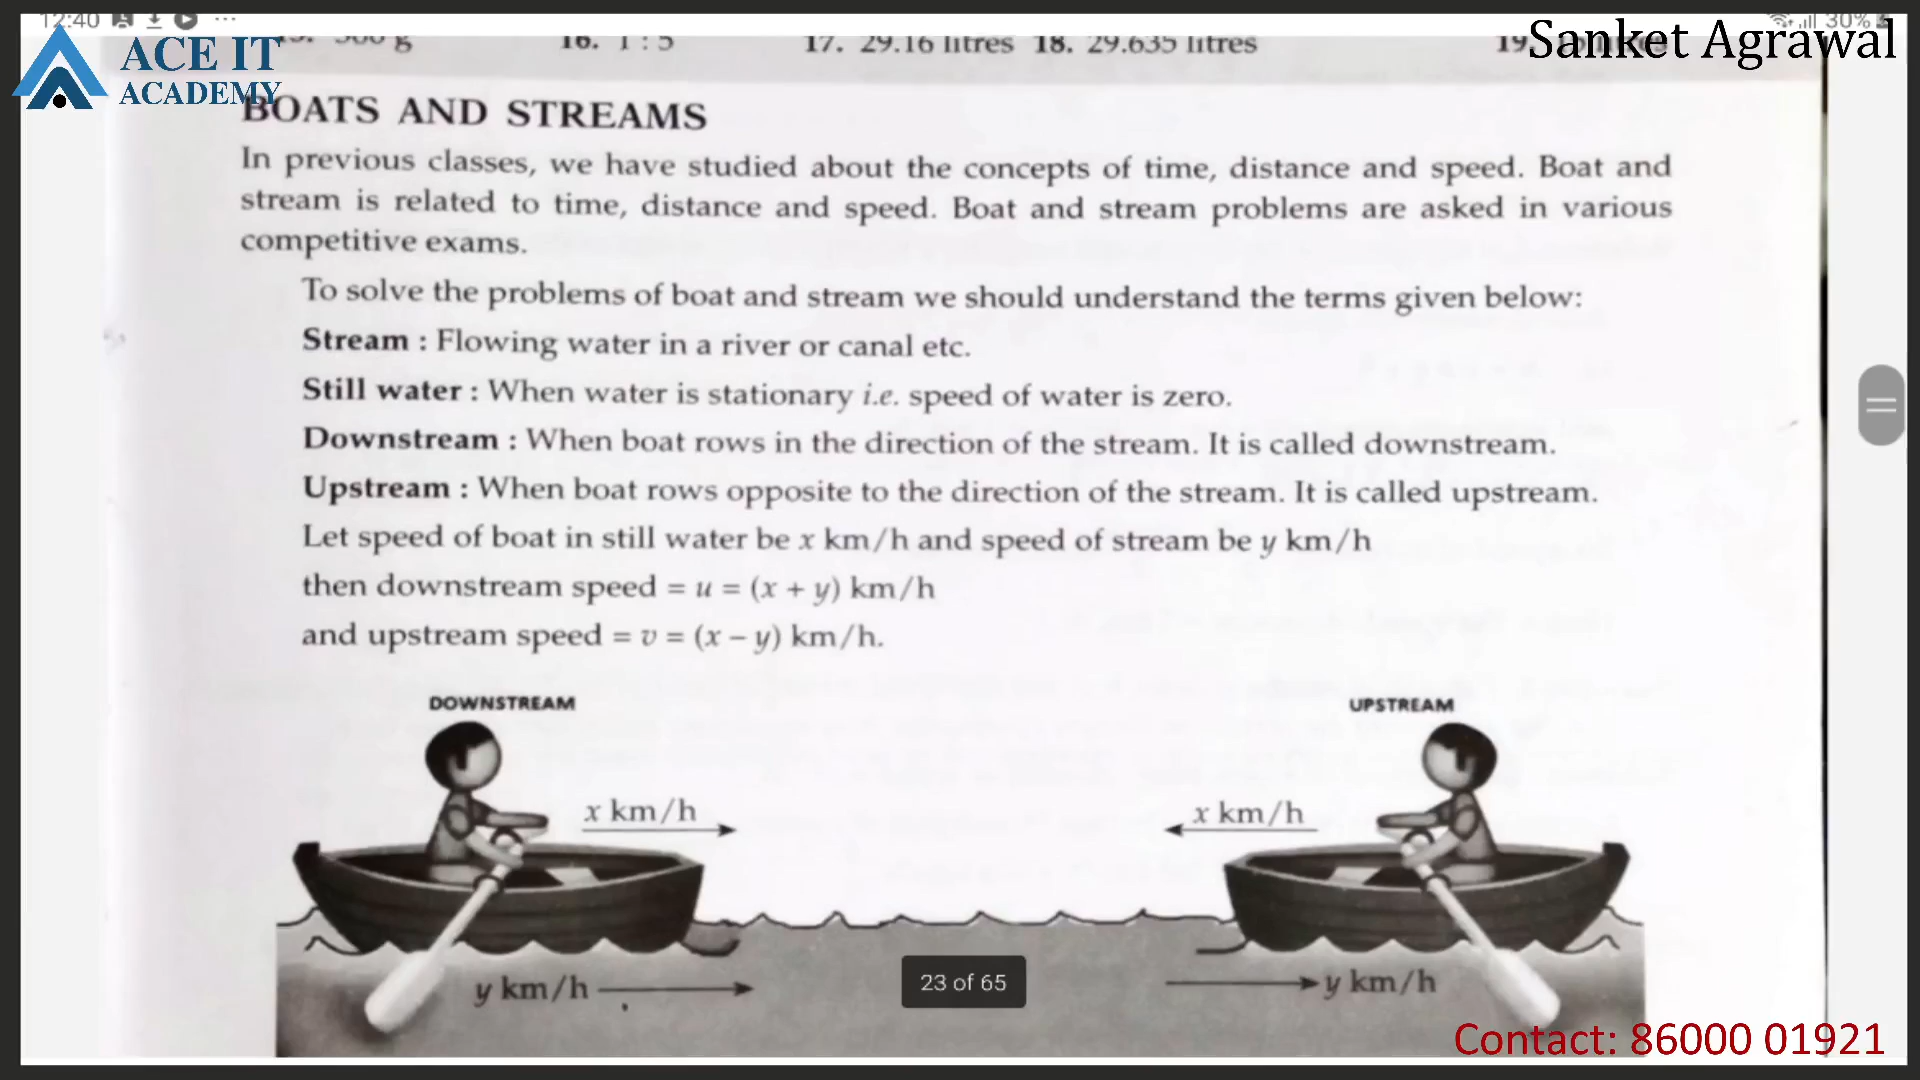 12:40
30%
ACE IT
ACADEMY
Sanket Agrawal
16. 1 : 5
17. 29.16 litres 18. 29.635 litres
19.
BOATS AND STREAMS
In previous classes, we have studied about the concepts of time, distance and speed. Boat and
stream is related to time, distance and speed. Boat and stream problems are asked in various
competitive exams.
To solve the problems of boat and stream we should understand the terms given below:
Stream : Flowing water in a river or canal etc.
Still water : When water is stationary i.e. speed of water is zero.
Downstream : When boat rows in the direction of the stream. It is called downstream.
Upstream : When boat rows opposite to the direction of the stream. It is called upstream.
Let speed of boat in still water be x km/h and speed of stream be y km/h
then downstream speed = u = (x + y) km/h
and upstream speed = v = (x – y) km/h.
DOWNSTREAM
UPSTREAM
x km/h
x km/h
y km/h
23 of 65
y km/h
Contact: 86000 01921